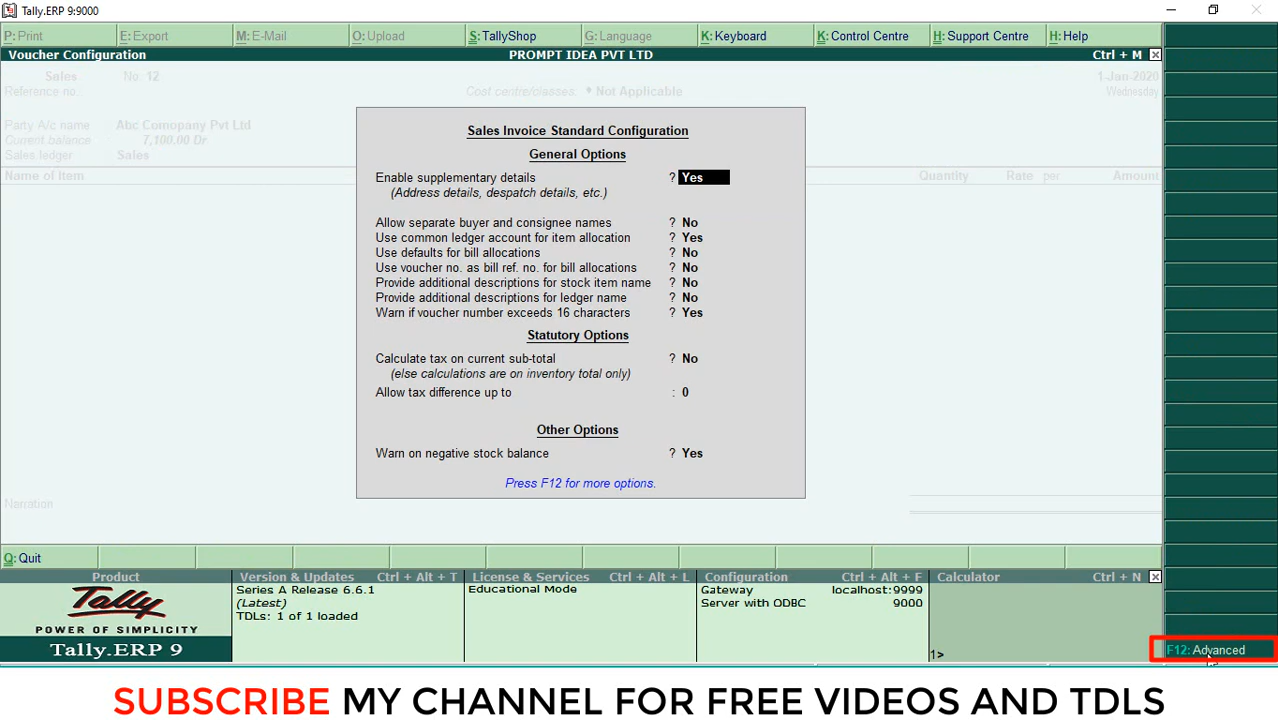 Tally.ERP 9:9000
P: Print E: Export M: E-Mail O: Upload S: TallyShop G: Language K: Keyboard K: Control Centre H: Support Centre H: Help
Voucher Configuration PROMPT IDEA PVT LTD Ctrl + M
Sales No. 12 1-Jan-2020
Reference no.: Cost centre/classes: ♦ Not Applicable Wednesday
Party A/c name Abc Comopany Pvt Ltd
Current balance 7,100.00 Dr
Sales ledger Sales
Name of Item Quantity Rate per Amount
Sales Invoice Standard Configuration
General Options
Enable supplementary details ? Yes
(Address details, despatch details, etc.)
Allow separate buyer and consignee names ? No
Use common ledger account for item allocation ? Yes
Use defaults for bill allocations ? No
Use voucher no. as bill ref. no. for bill allocations ? No
Provide additional descriptions for stock item name ? No
Provide additional descriptions for ledger name ? No
Warn if voucher number exceeds 16 characters ? Yes
Statutory Options
Calculate tax on current sub-total ? No
(else calculations are on inventory total only)
Allow tax difference up to : 0
Other Options
Warn on negative stock balance ? Yes
Press F12 for more options.
Narration
Q: Quit
Product Version & Updates Ctrl + Alt + T License & Services Ctrl + Alt + L Configuration Ctrl + Alt + F Calculator Ctrl + N
Tally
POWER OF SIMPLICITY
Tally.ERP 9
Series A Release 6.6.1
(Latest)
TDLs: 1 of 1 loaded
Educational Mode
Gateway localhost:9999
Server with ODBC 9000
1>
F12: Advanced
SUBSCRIBE MY CHANNEL FOR FREE VIDEOS AND TDLS